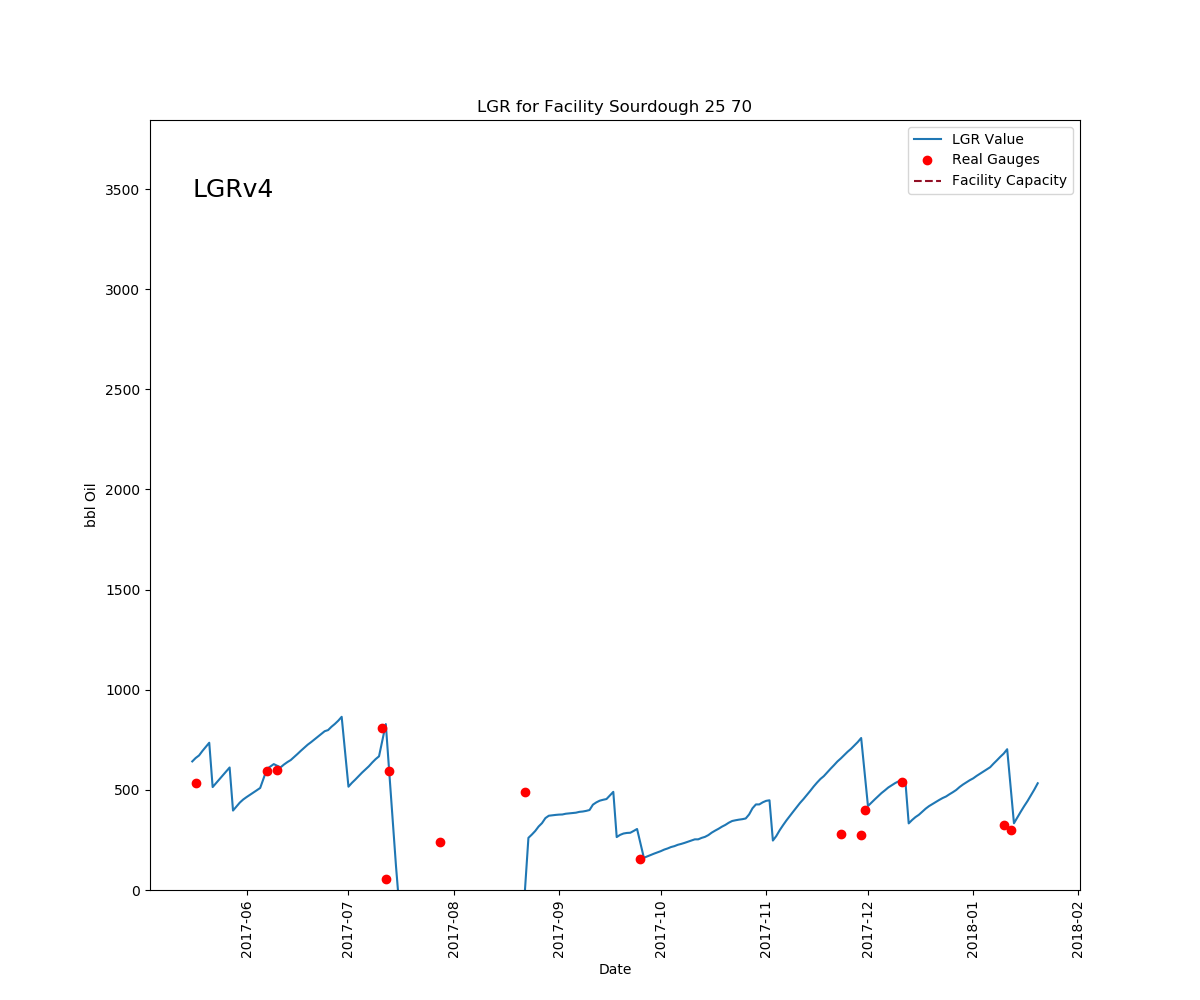 LGR for Facility Sourdough 25 70
LGR Value
Real Gauges
Facility Capacity
LGRv4
3500
3000
2500
2000
1500
1000
500
0
bbl Oil
2017-06
2017-07
2017-08
2017-09
2017-10
2017-11
2017-12
2018-01
2018-02
Date